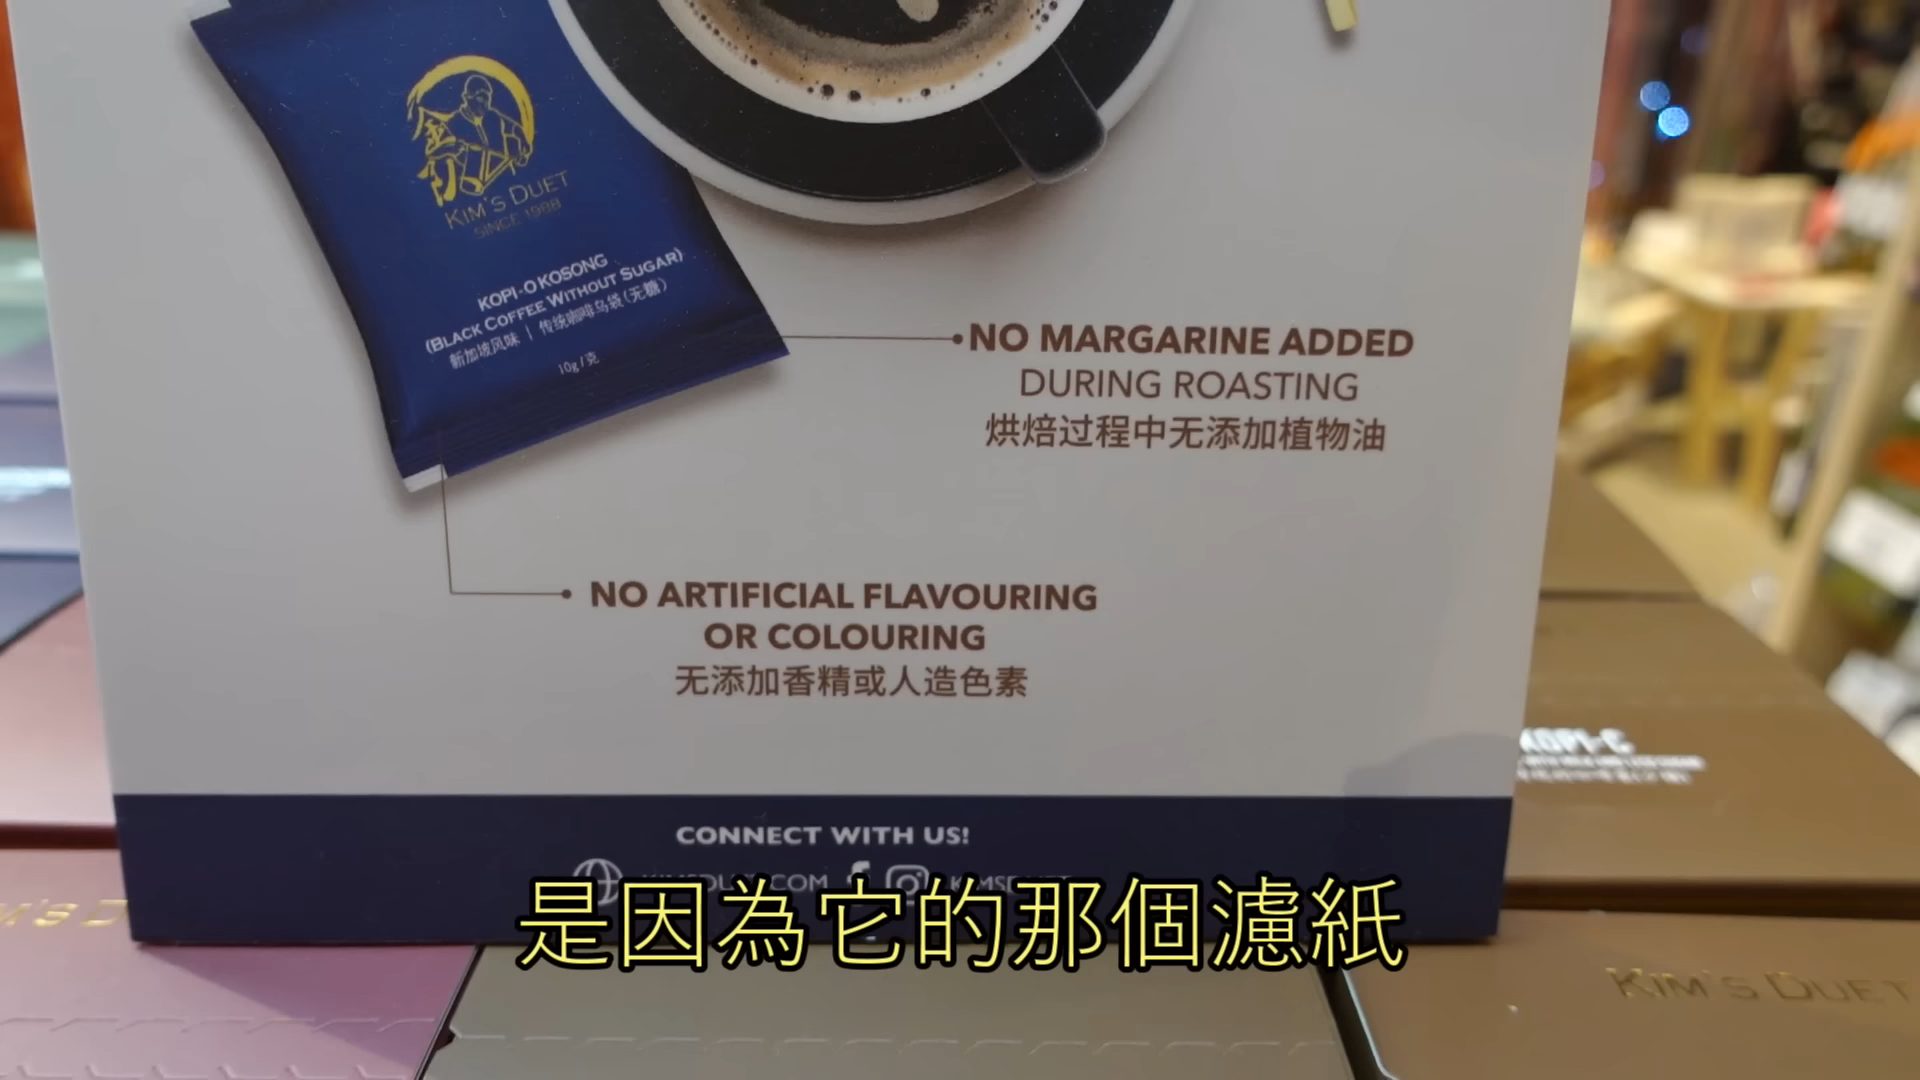 金队
KIM'S DUET
SINCE 1988
KOPI-O KOSONG
(BLACK COFFEE WITHOUT SUGAR)
新加坡风味 | 传统咖啡乌袋(无糖)
10g/克
NO MARGARINE ADDED
DURING ROASTING
烘焙过程中无添加植物油
NO ARTIFICIAL FLAVOURING
OR COLOURING
无添加香精或人造色素
KOPI-C
CONNECT WITH US!
是因為它的那個濾紙
KIM'S DUET